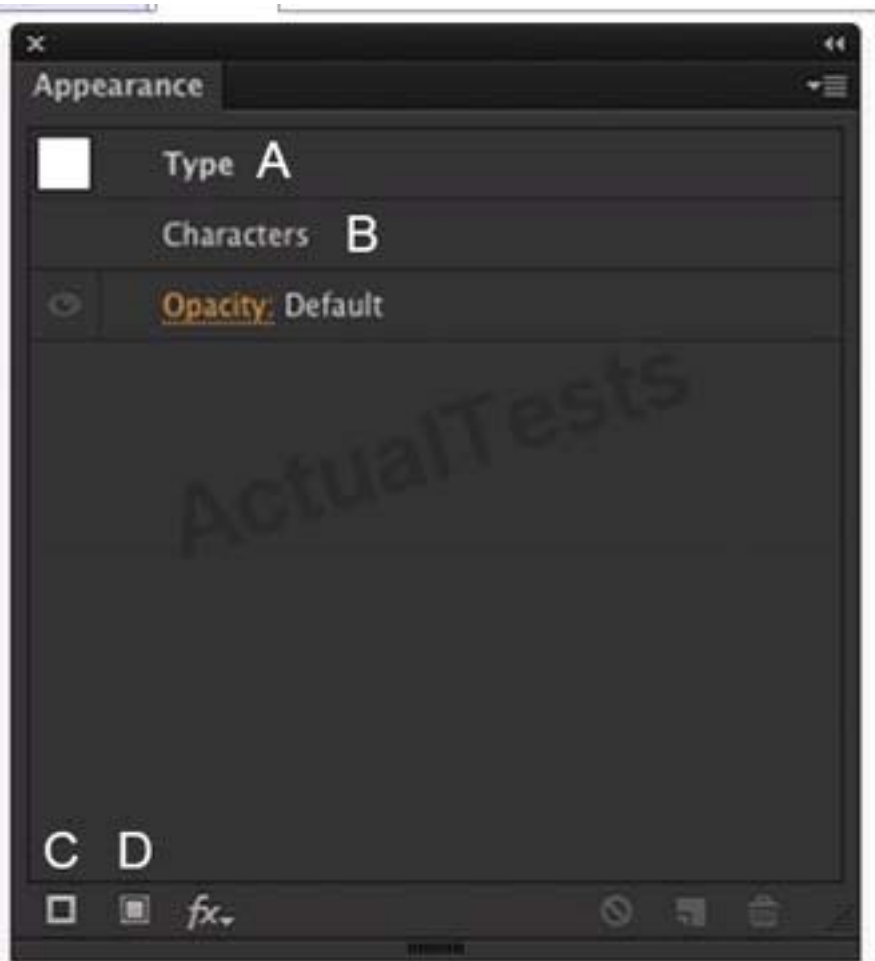 Appearance
Type A
Characters B
Opacity: Default
ActualTests
C D
fx